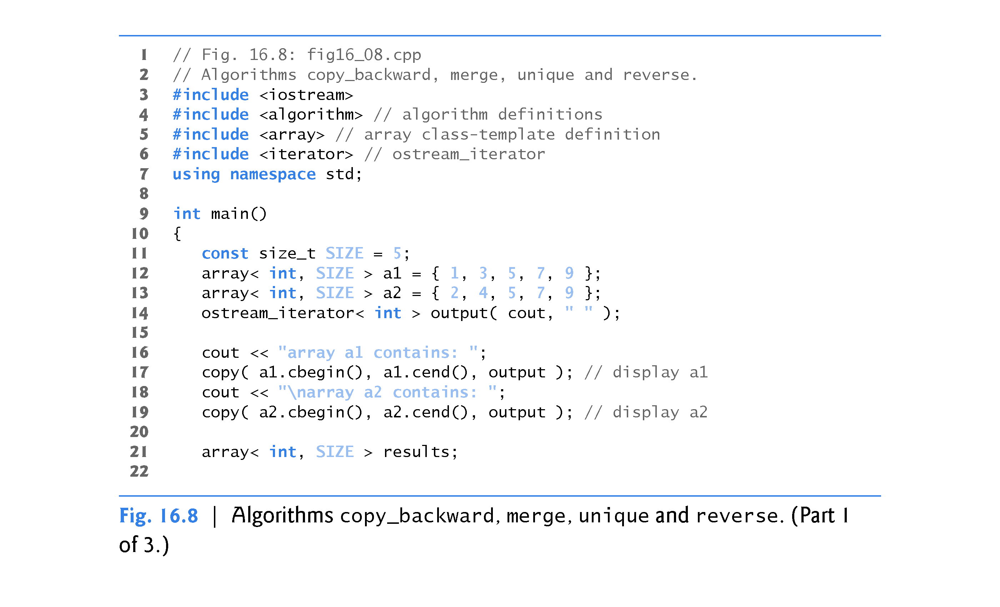 1 // Fig. 16.8: fig16_08.cpp
2 // Algorithms copy_backward, merge, unique and reverse.
3 #include <iostream>
4 #include <algorithm> // algorithm definitions
5 #include <array> // array class-template definition
6 #include <iterator> // ostream_iterator
7 using namespace std;
8
9 int main()
10 {
11 const size_t SIZE = 5;
12 array< int, SIZE > a1 = { 1, 3, 5, 7, 9 };
13 array< int, SIZE > a2 = { 2, 4, 5, 7, 9 };
14 ostream_iterator< int > output( cout, " " );
15
16 cout << "array a1 contains: ";
17 copy( a1.cbegin(), a1.cend(), output ); // display a1
18 cout << "\narray a2 contains: ";
19 copy( a2.cbegin(), a2.cend(), output ); // display a2
20
21 array< int, SIZE > results;
22
Fig. 16.8 | Algorithms copy_backward, merge, unique and reverse. (Part 1
of 3.)